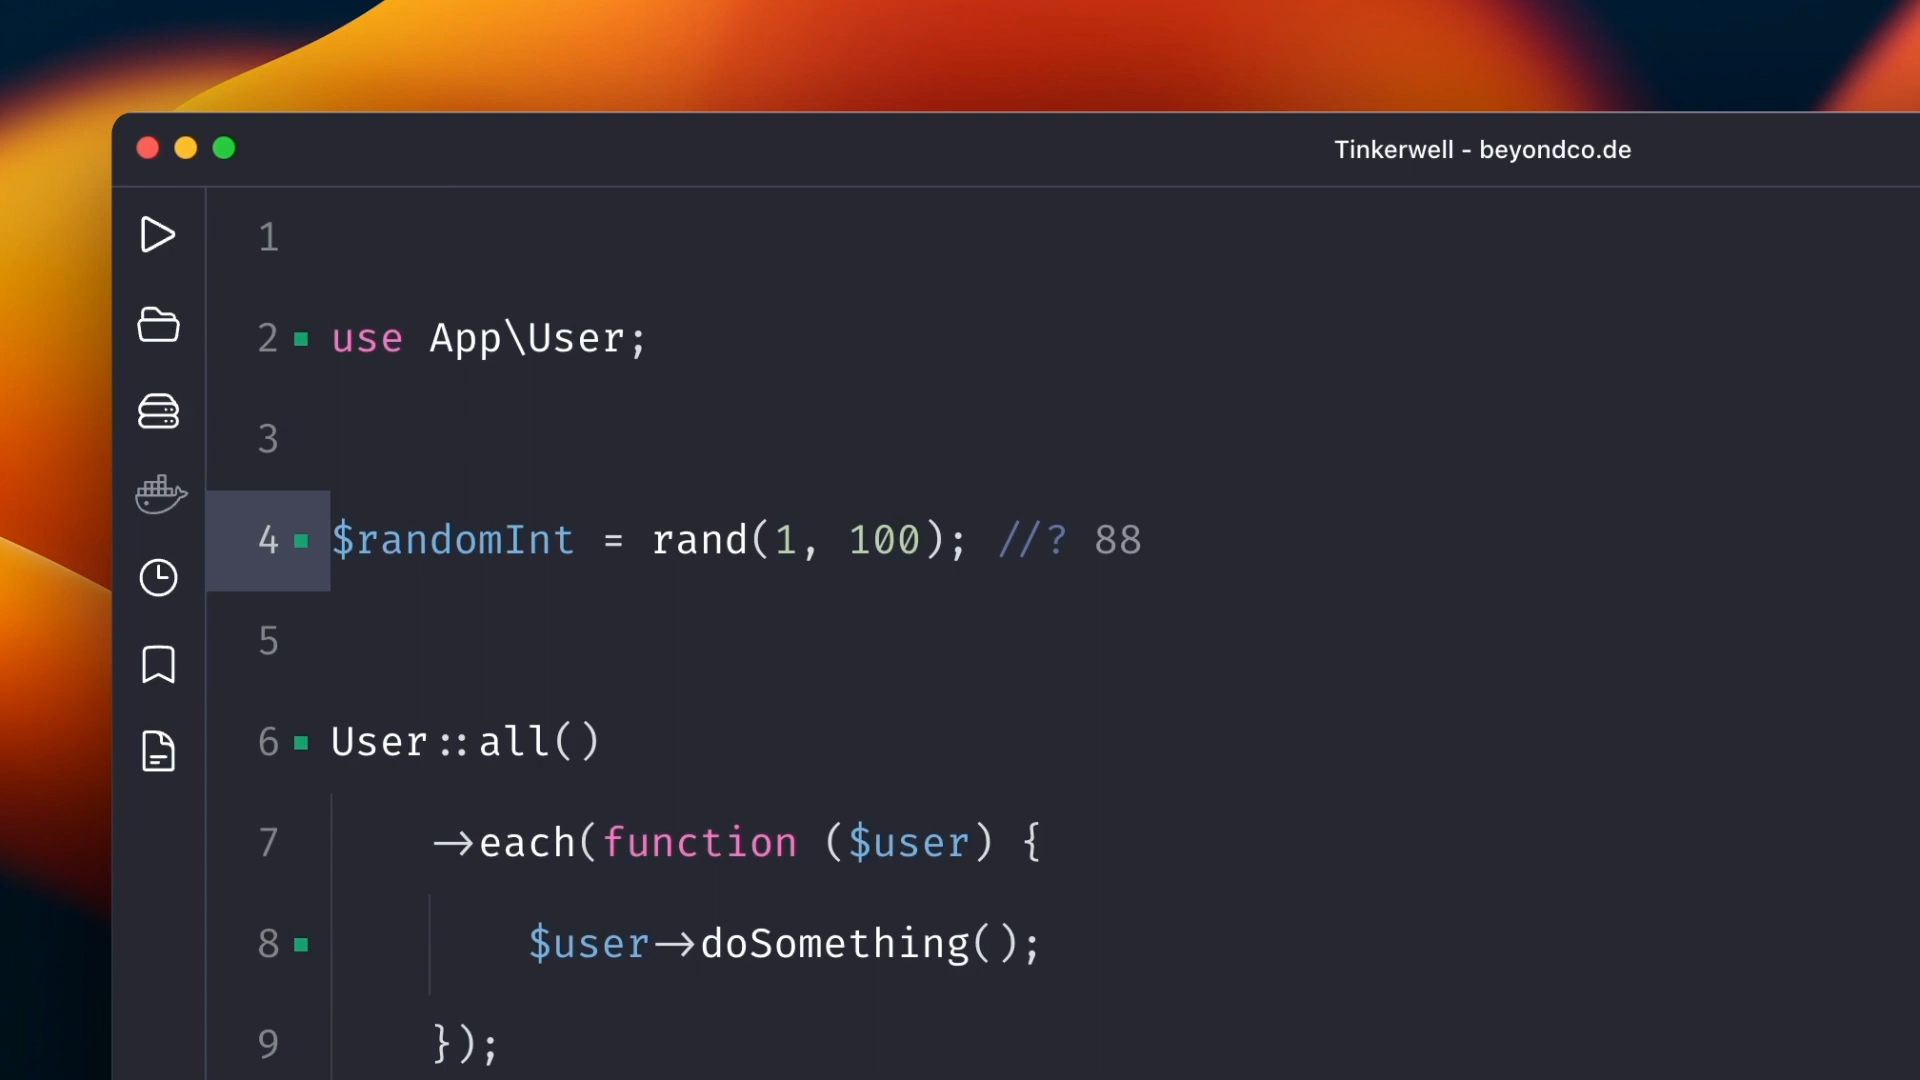 Tinkerwell - beyondco.de
1
2 use App\User;
3
4 $randomInt = rand(1, 100); //? 88
5
6 User::all()
7 ->each(function ($user) {
8 $user->doSomething();
9 });